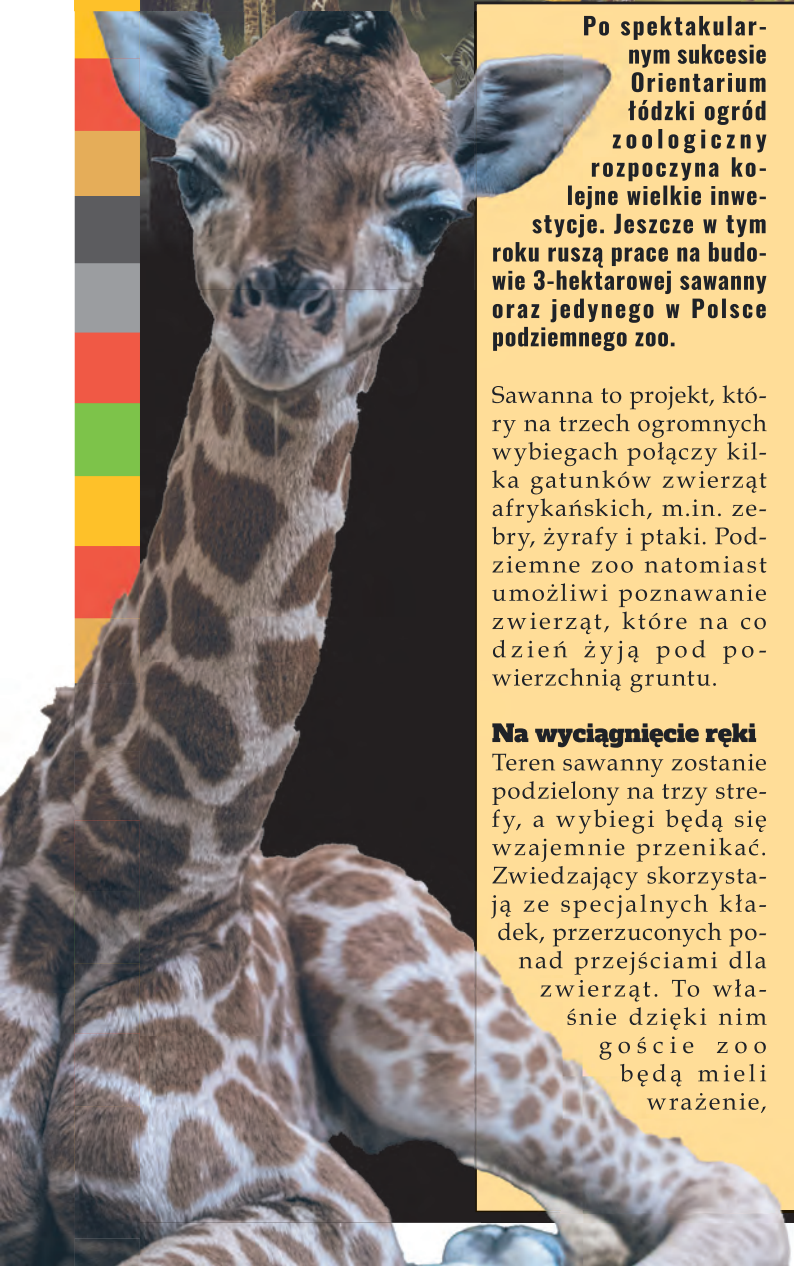 Po spektakular-
nym sukcesie
Orientarium
łódzki ogród
zoologiczny
rozpoczyna ko-
lejne wielkie inwe-
stycje. Jeszcze w tym
roku ruszą prace na budo-
wie 3-hektarowej sawanny
oraz jedynego w Polsce
podziemnego zoo.
Sawanna to projekt, któ-
ry na trzech ogromnych
wybiegach połączy kil-
ka gatunków zwierząt
afrykańskich, m.in. ze-
bry, żyrafy i ptaki. Pod-
ziemne zoo natomiast
umożliwi poznawanie
zwierząt, które na co
dzień żyją pod po-
wierzchnią gruntu.
Na wyciągnięcie ręki
Teren sawanny zostanie
podzielony na trzy stre-
fy, a wybiegi będą się
wzajemnie przenikać.
Zwiedzający skorzysta-
ją ze specjalnych kła-
dek, przerzuconych po-
nad przejściami dla
zwierząt. To wła-
śnie dzięki nim
goście zoo
będą mieli
wrażenie,